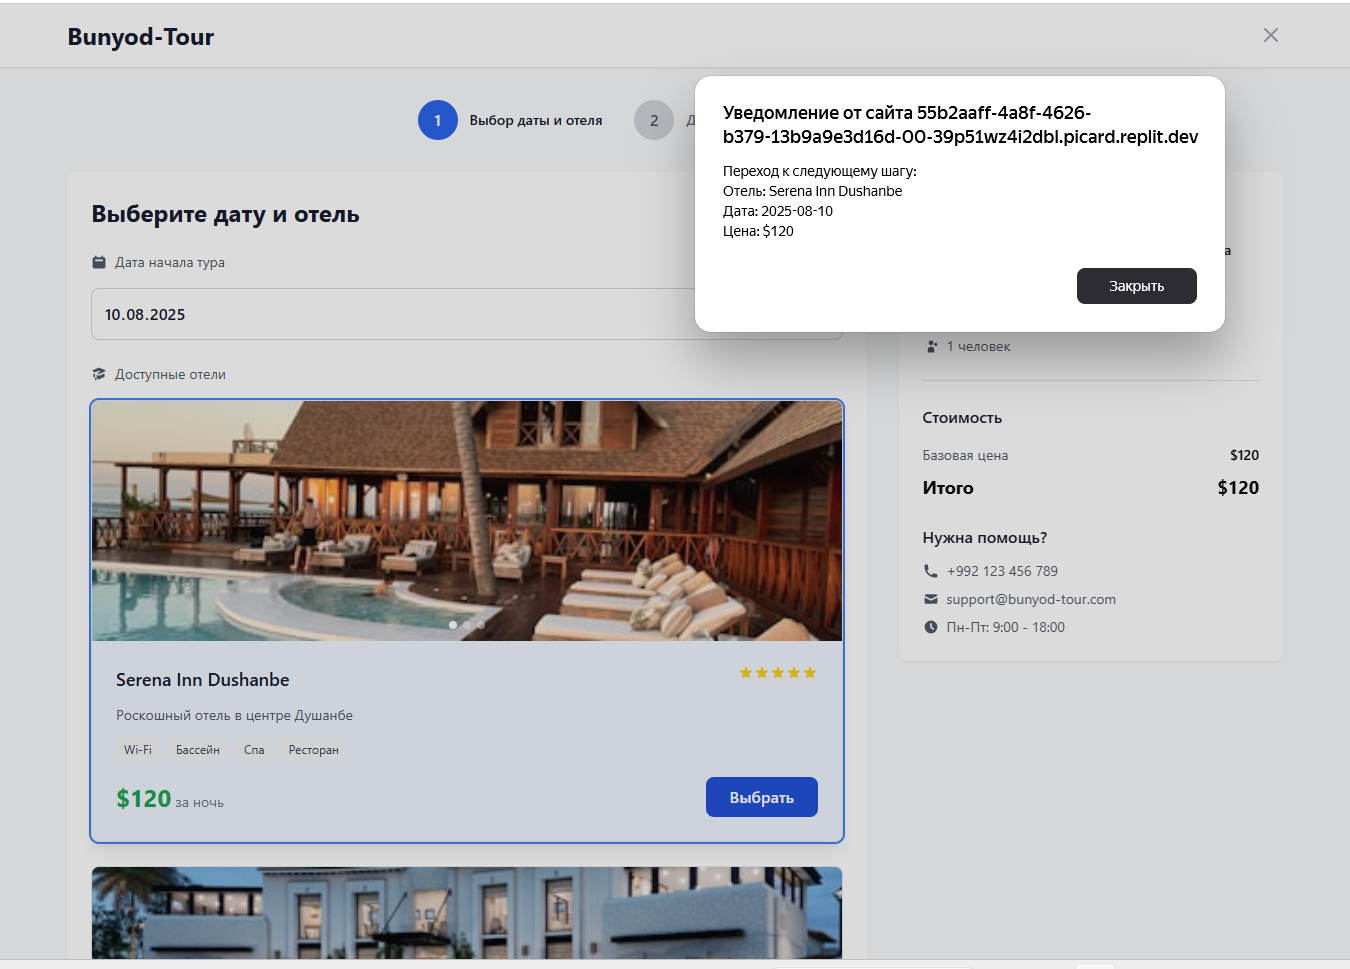 Bunyod-Tour
1
Выбор даты и отеля
2
Уведомление от сайта 55b2aaff-4a8f-4626-
b379-13b9a9e3d16d-00-39p51wz4i2dbl.picard.replit.dev
Переход к следующему шагу:
Отель: Serena Inn Dushanbe
Дата: 2025-08-10
Цена: $120
Закрыть
Выберите дату и отель
Дата начала тура
10.08.2025
Доступные отели
Serena Inn Dushanbe
Роскошный отель в центре Душанбе
Wi-Fi
Бассейн
Спа
Ресторан
$120 за ночь
Выбрать
1 человек
Стоимость
Базовая цена
$120
Итого
$120
Нужна помощь?
+992 123 456 789
support@bunyod-tour.com
Пн-Пт: 9:00 - 18:00